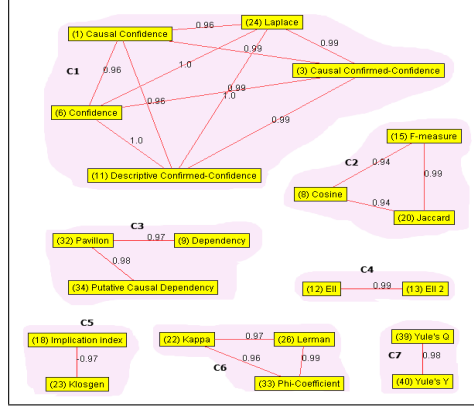 (24) Laplace
0.96
(1) Causal Confidence
0.99
0.99
(3) Causal Confirmed-Confidence
C1
0.96
1.0
0.99
0.96
1.0
(6) Confidence
0.99
1.0
(11) Descriptive Confirmed-Confidence
(15) F-measure
C2
0.94
0.99
(8) Cosine
0.94
(20) Jaccard
C3
(32) Pavillon
0.97
(9) Dependency
0.98
(34) Putative Causal Dependency
C4
(12) EII
0.99
(13) EII 2
C5
(18) Implication index
-0.97
(23) Klosgen
(22) Kappa
0.97
(26) Lerman
0.96
0.99
C6
(33) Phi-Coefficient
(39) Yule's Q
C7
0.98
(40) Yule's Y